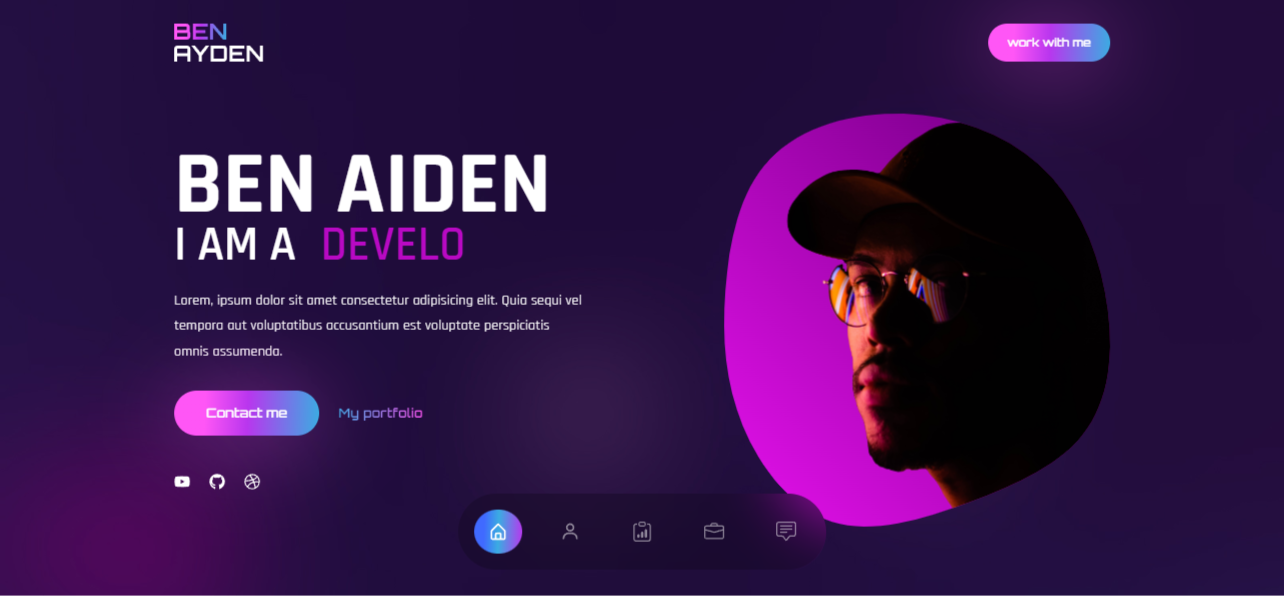 BEN
AYDEN
work with me
BEN AIDEN
I AM A DEVELO
Lorem, ipsum dolor sit amet consectetur adipisicing elit. Quia sequi vel
tempora aut voluptatibus accusantium est voluptate perspiciatis
omnis assumenda.
Contact me My portfolio